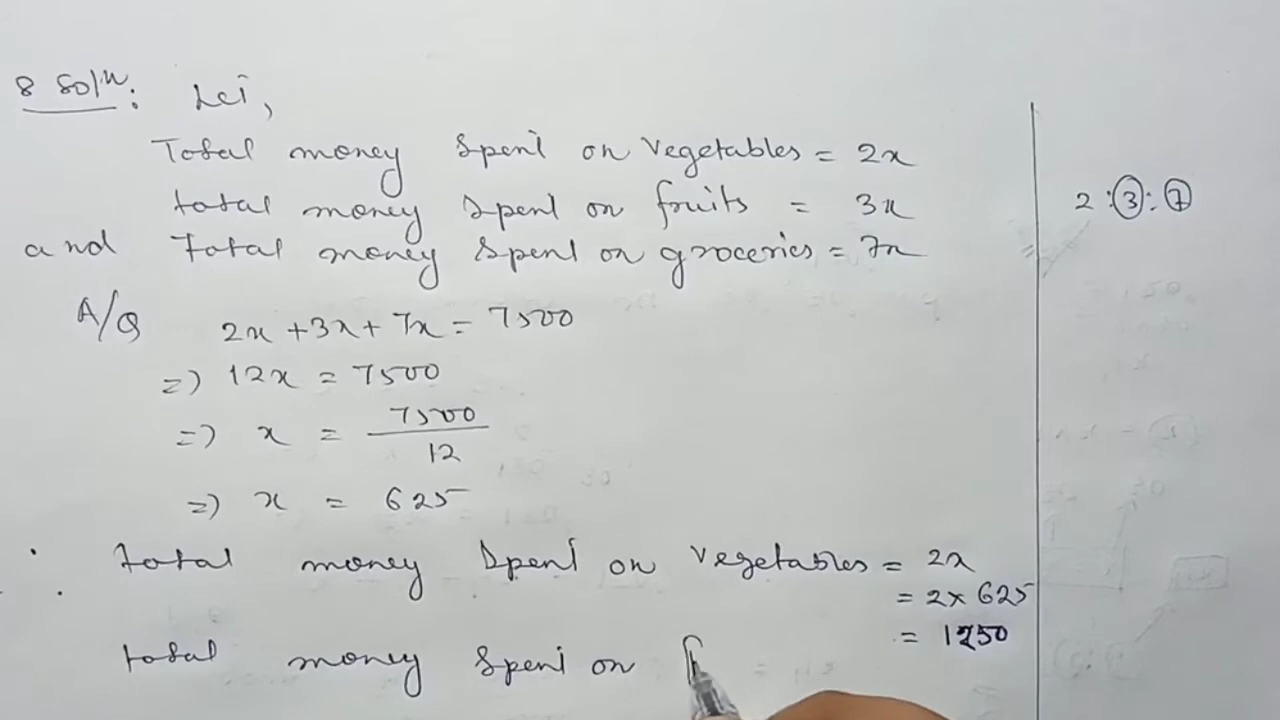 8 Soln: Let,
Total money spent on vegetables = 2x
total money spent on fruits = 3x
and Total money spent on groceries = 7x
2 : 3 : 7
A/Q 2x + 3x + 7x = 7500
=> 12x = 7500
=> x = 7500/12
=> x = 625
∴ total money spent on vegetables = 2x
= 2 x 625
= 1250
total money spent on f